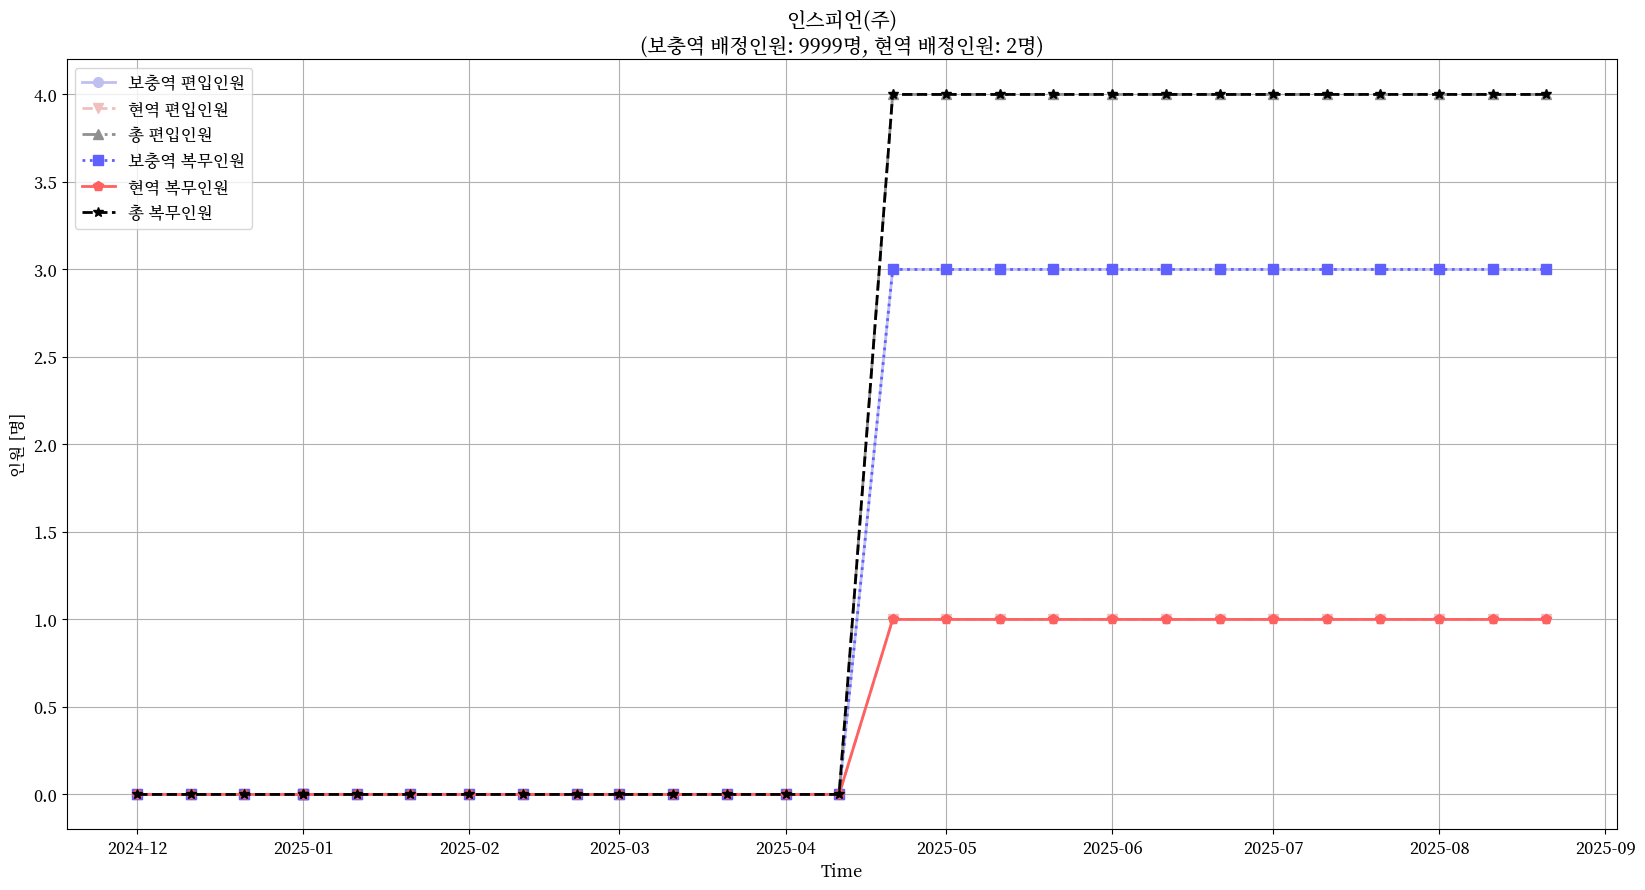 인스피언(주)
(보충역 배정인원: 9999명, 현역 배정인원: 2명)
보충역 편입인원
현역 편입인원
총 편입인원
보충역 복무인원
현역 복무인원
총 복무인원
4.0
3.5
3.0
2.5
2.0
1.5
1.0
0.5
0.0
인원 [명]
2024-12 2025-01 2025-02 2025-03 2025-04 2025-05 2025-06 2025-07 2025-08 2025-09
Time